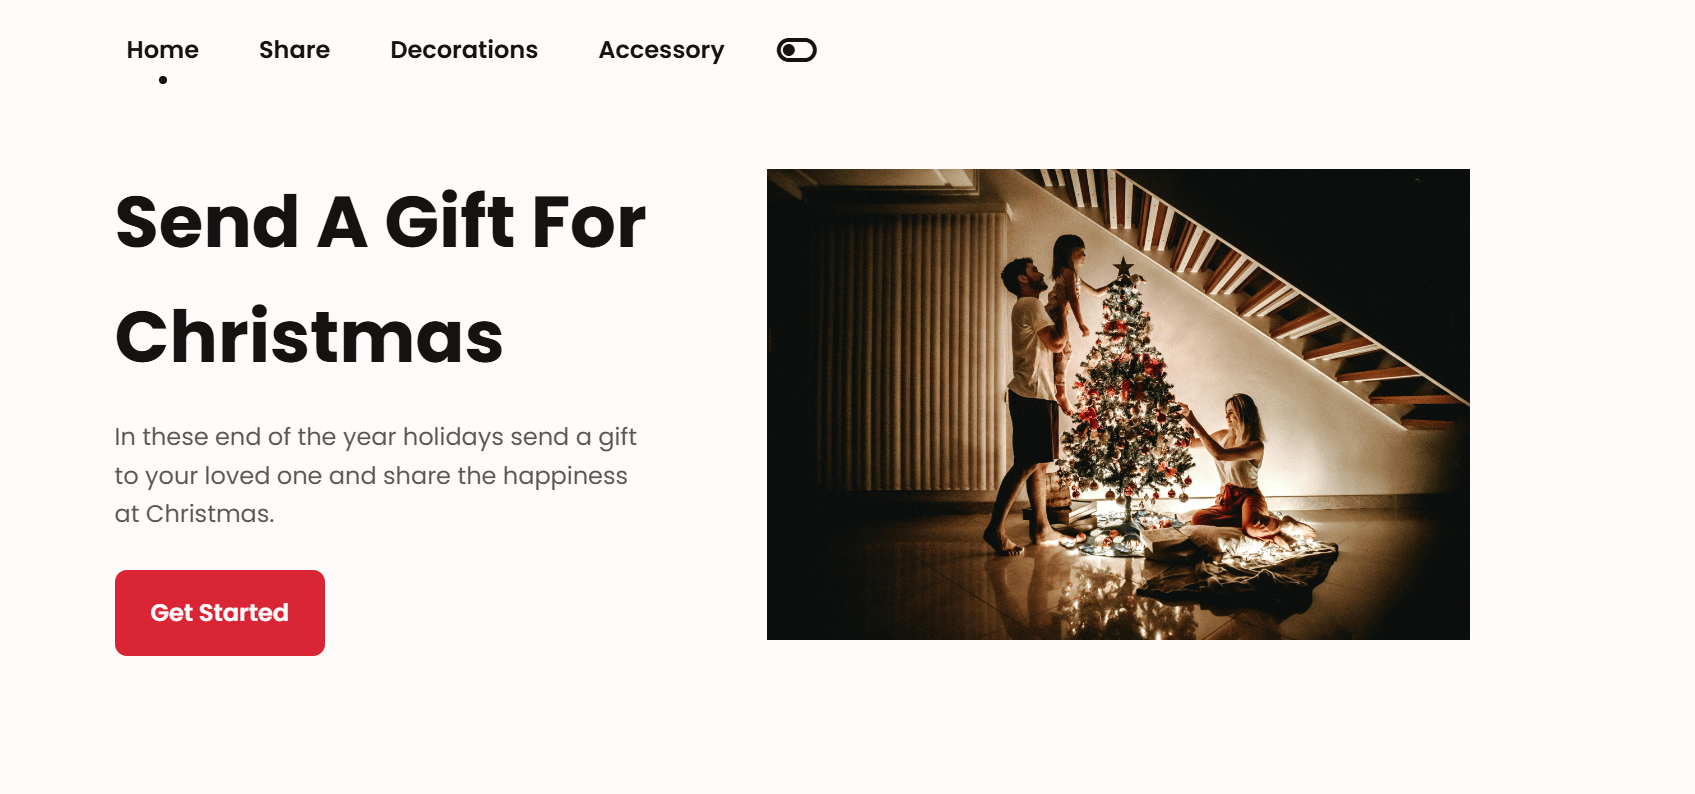 Home Share Decorations Accessory
Send A Gift For
Christmas
In these end of the year holidays send a gift
to your loved one and share the happiness
at Christmas.
Get Started